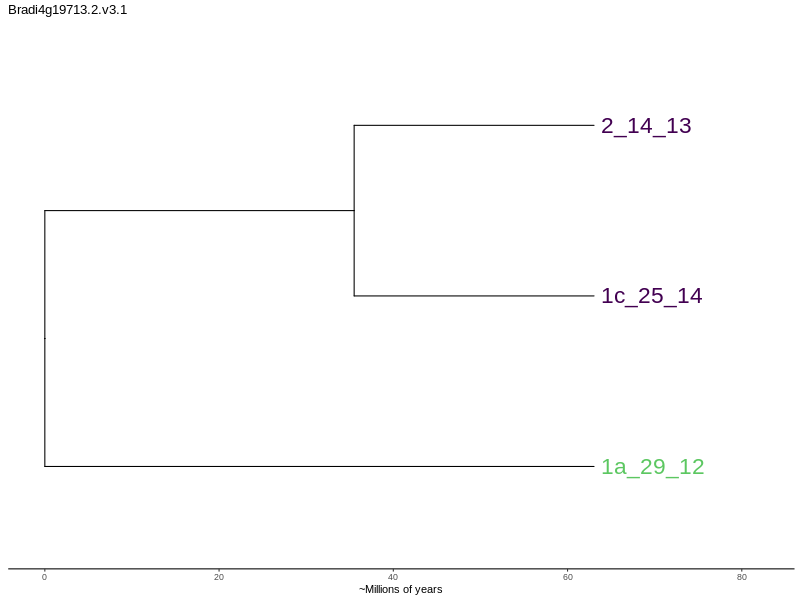 Bradi4g19713.2.v3.1
2_14_13
1c_25_14
1a_29_12
0 20 40 60 80
~Millions of years